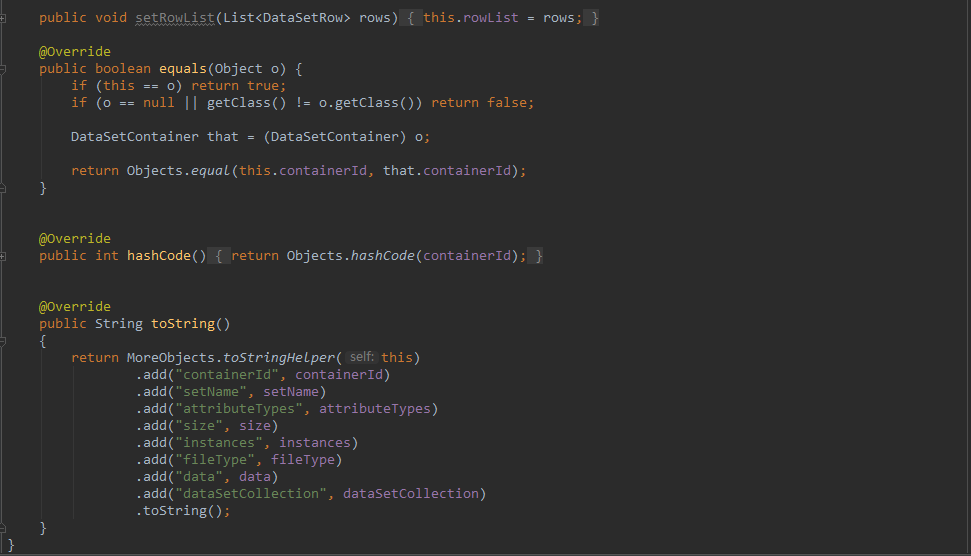 public void setRowList(List<DataSetRow> rows) { this.rowList = rows; }
@Override
public boolean equals(Object o) {
if (this == o) return true;
if (o == null || getClass() != o.getClass()) return false;
DataSetContainer that = (DataSetContainer) o;
return Objects.equal(this.containerId, that.containerId);
}
@Override
public int hashCode() { return Objects.hashCode(containerId); }
@Override
public String toString()
{
return MoreObjects.toStringHelper( self: this)
.add("containerId", containerId)
.add("setName", setName)
.add("attributeTypes", attributeTypes)
.add("size", size)
.add("instances", instances)
.add("fileType", fileType)
.add("data", data)
.add("dataSetCollection", dataSetCollection)
.toString();
}
}